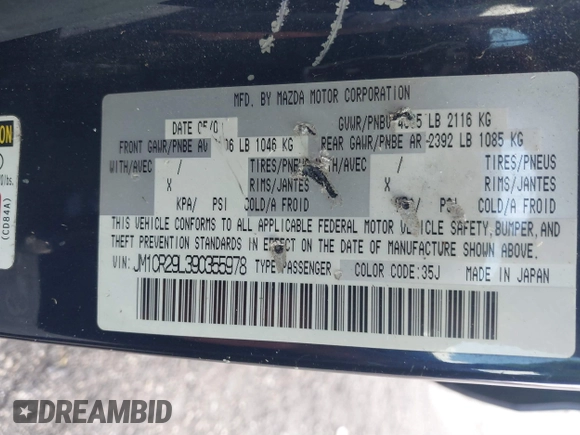 MFD. BY MAZDA MOTOR CORPORATION
DATE
GVWR/PNBV LB 2116 KG
FRONT GAWR/PNBE AV LB 1046 KG
REAR GAWR/PNBE AR 2392 LB 1085 KG
WITH/AVEC / TIRES/PNEUS / TIRES/PNEUS
X RIMS/JANTES X RIMS/JANTES
KPA/ PSI COLD/A FROID / PSI COLD/A FROID
THIS VEHICLE CONFORMS TO ALL APPLICABLE FEDERAL MOTOR VEHICLE SAFETY, BUMPER, AND
THEFT PREVENTION STANDARDS IN EFFECT ON THE DATE OF MANUFACTURE SHOWN ABOVE.
VIN: JM1CR29L390355978 TYPE: PASSENGER COLOR CODE: 35J MADE IN JAPAN
(CD84A)
DREAMBID